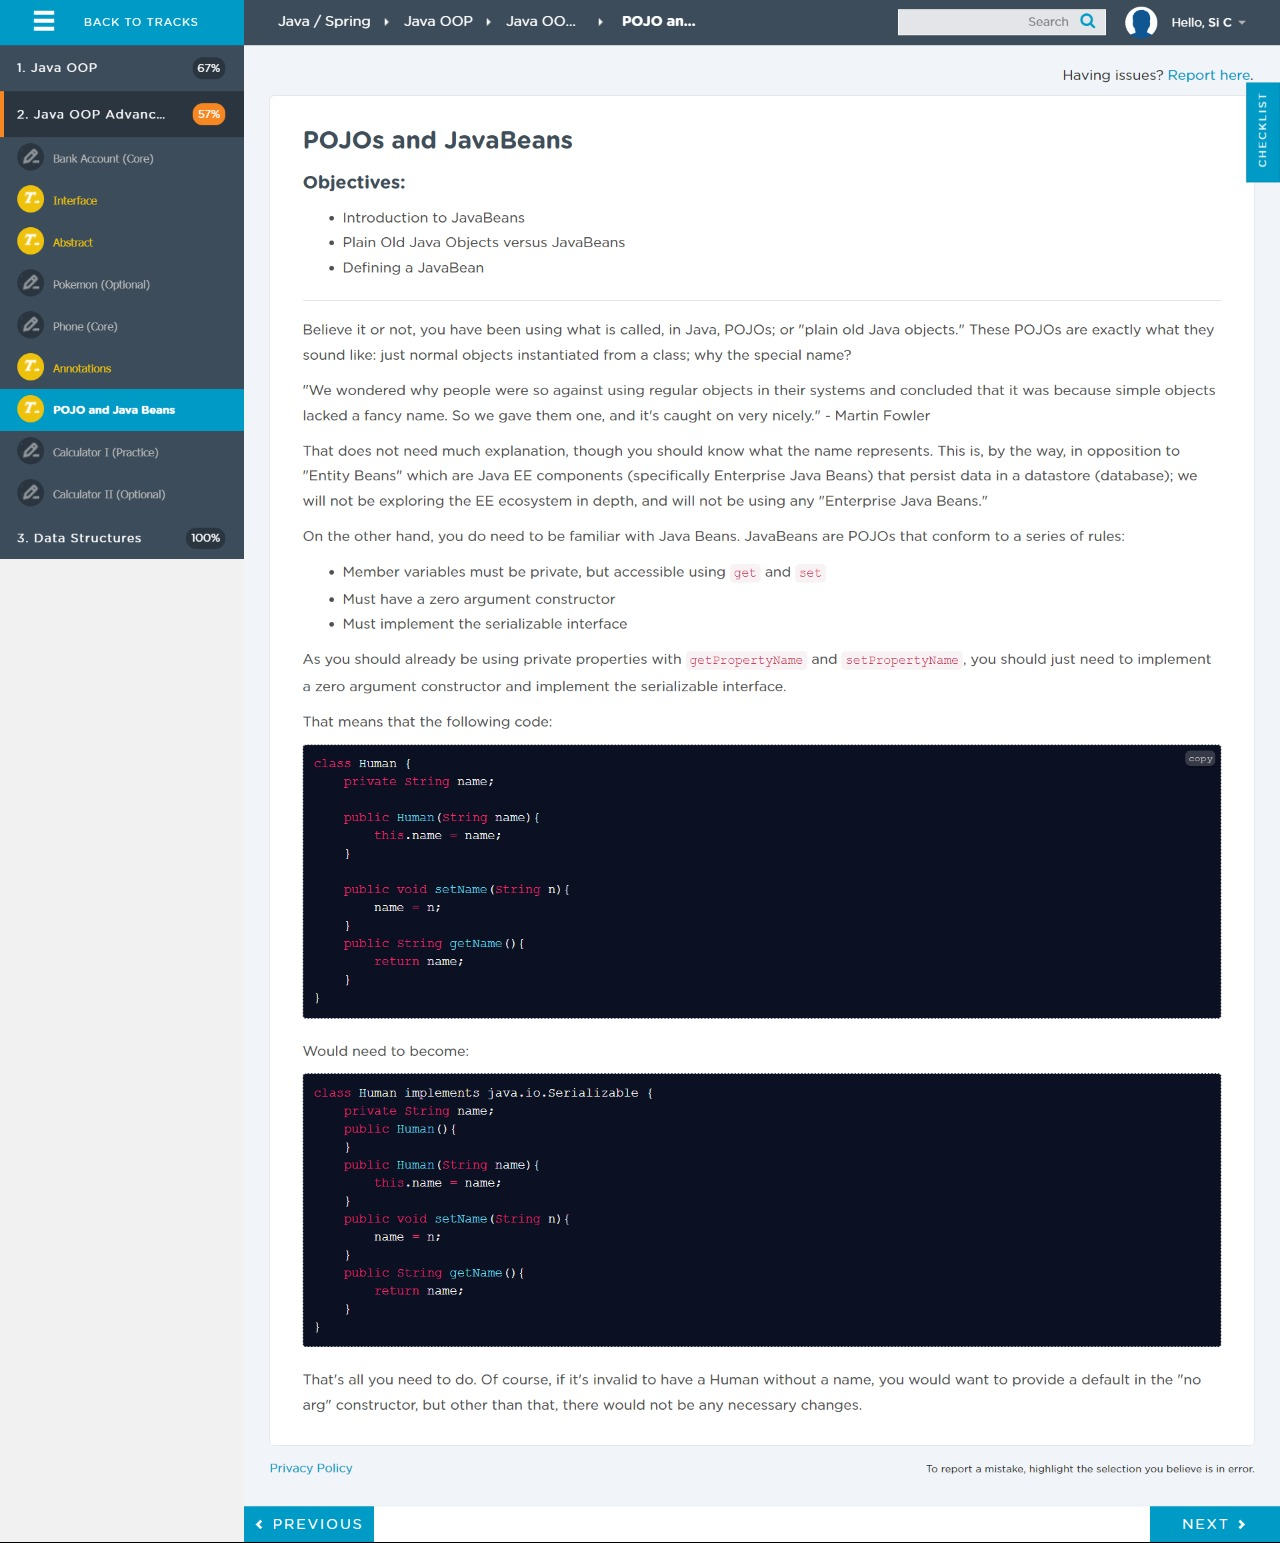 BACK TO TRACKS
Java / Spring
Java OOP
Java OO...
POJO an...
Search
Hello, Si C
1. Java OOP
67%
2. Java OOP Advanc...
57%
Bank Account (Core)
Interface
Abstract
Pokemon (Optional)
Phone (Core)
Annotations
POJO and Java Beans
Calculator I (Practice)
Calculator II (Optional)
3. Data Structures
100%
Having issues? Report here.
CHECKLIST
POJOs and JavaBeans
Objectives:
• Introduction to JavaBeans
• Plain Old Java Objects versus JavaBeans
• Defining a JavaBean
Believe it or not, you have been using what is called, in Java, POJOs; or "plain old Java objects." These POJOs are exactly what they
sound like: just normal objects instantiated from a class; why the special name?
"We wondered why people were so against using regular objects in their systems and concluded that it was because simple objects
lacked a fancy name. So we gave them one, and it's caught on very nicely." - Martin Fowler
That does not need much explanation, though you should know what the name represents. This is, by the way, in opposition to
"Entity Beans" which are Java EE components (specifically Enterprise Java Beans) that persist data in a datastore (database); we
will not be exploring the EE ecosystem in depth, and will not be using any "Enterprise Java Beans."
On the other hand, you do need to be familiar with Java Beans. JavaBeans are POJOs that conform to a series of rules:
• Member variables must be private, but accessible using get and set
• Must have a zero argument constructor
• Must implement the serializable interface
As you should already be using private properties with getPropertyName and setPropertyName, you should just need to implement
a zero argument constructor and implement the serializable interface.
That means that the following code:
copy
class Human {
    private String name;

    public Human(String name){
        this.name = name;
    }

    public void setName(String n){
        name = n;
    }
    public String getName(){
        return name;
    }
}
Would need to become:
class Human implements java.io.Serializable {
    private String name;
    public Human(){
    }
    public Human(String name){
        this.name = name;
    }
    public void setName(String n){
        name = n;
    }
    public String getName(){
        return name;
    }
}
That's all you need to do. Of course, if it's invalid to have a Human without a name, you would want to provide a default in the "no
arg" constructor, but other than that, there would not be any necessary changes.
Privacy Policy
To report a mistake, highlight the selection you believe is in error.
PREVIOUS
NEXT